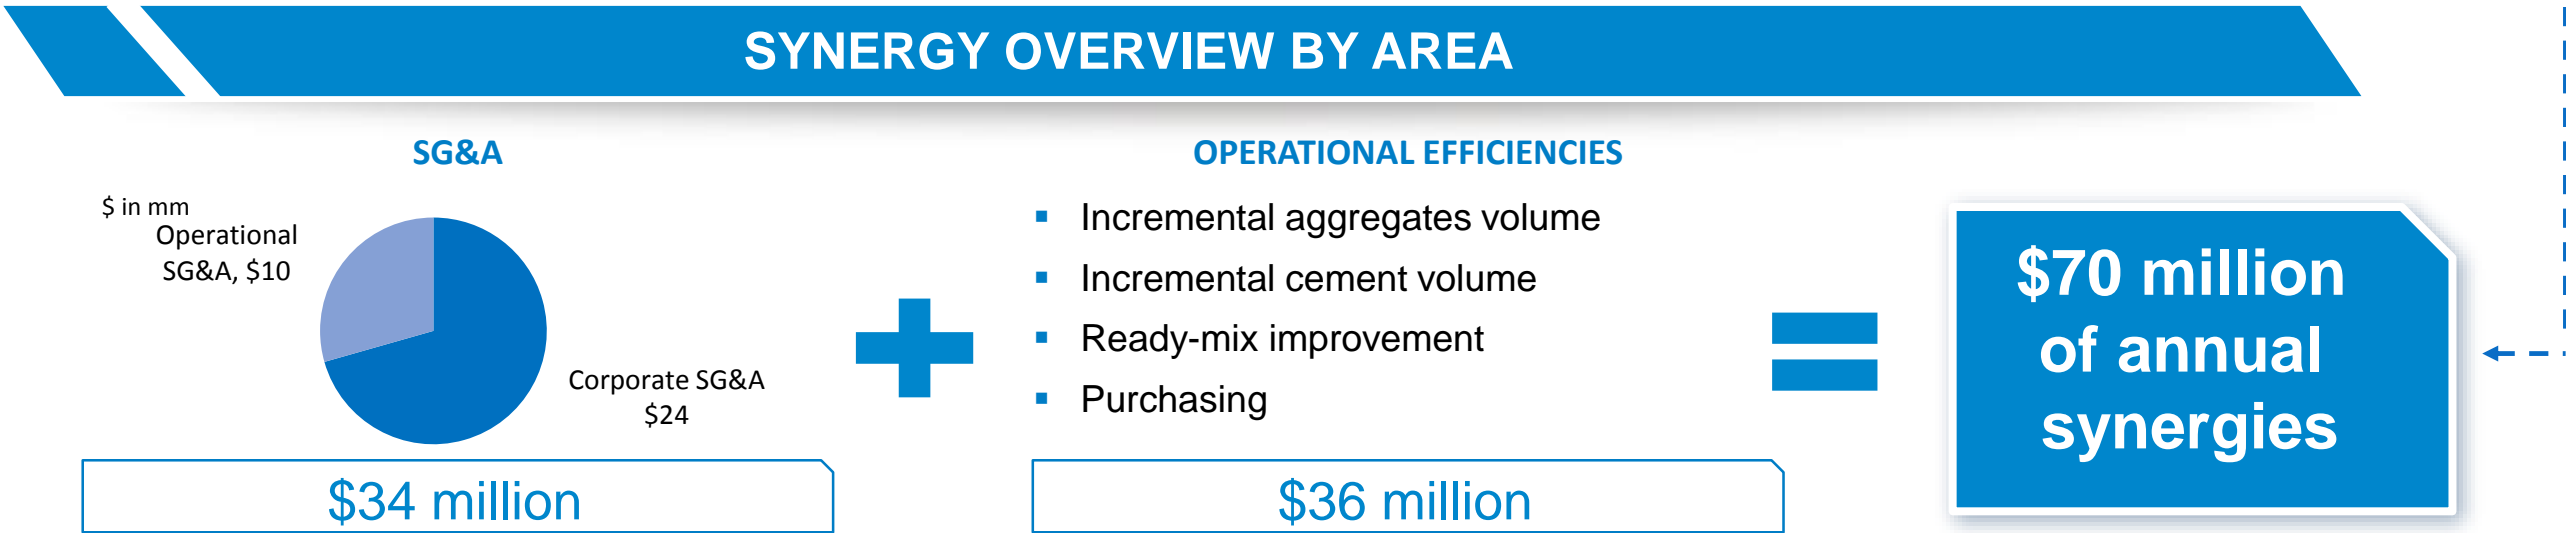 SYNERGY OVERVIEW BY AREA
SG&A
$ in mm
Operational
SG&A, $10
Corporate SG&A
$24
$34 million
OPERATIONAL EFFICIENCIES
▪ Incremental aggregates volume
▪ Incremental cement volume
▪ Ready-mix improvement
▪ Purchasing
$36 million
$70 million
of annual
synergies